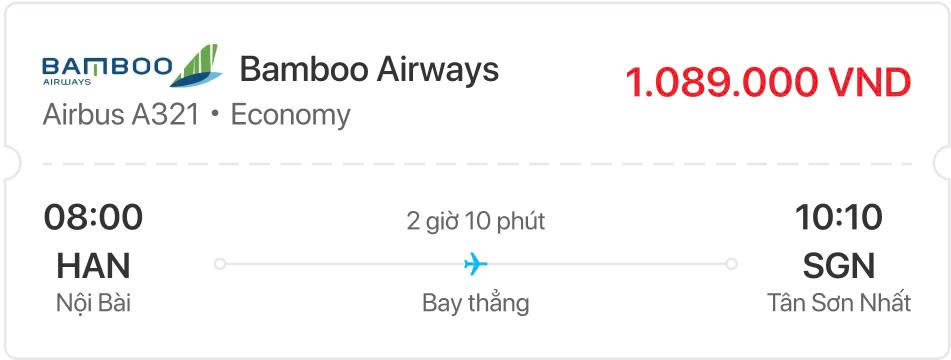 BAMBOO
AIRWAYS
Bamboo Airways
1.089.000 VND
Airbus A321 • Economy
08:00
2 giờ 10 phút
10:10
HAN
SGN
Nội Bài
Bay thẳng
Tân Sơn Nhất